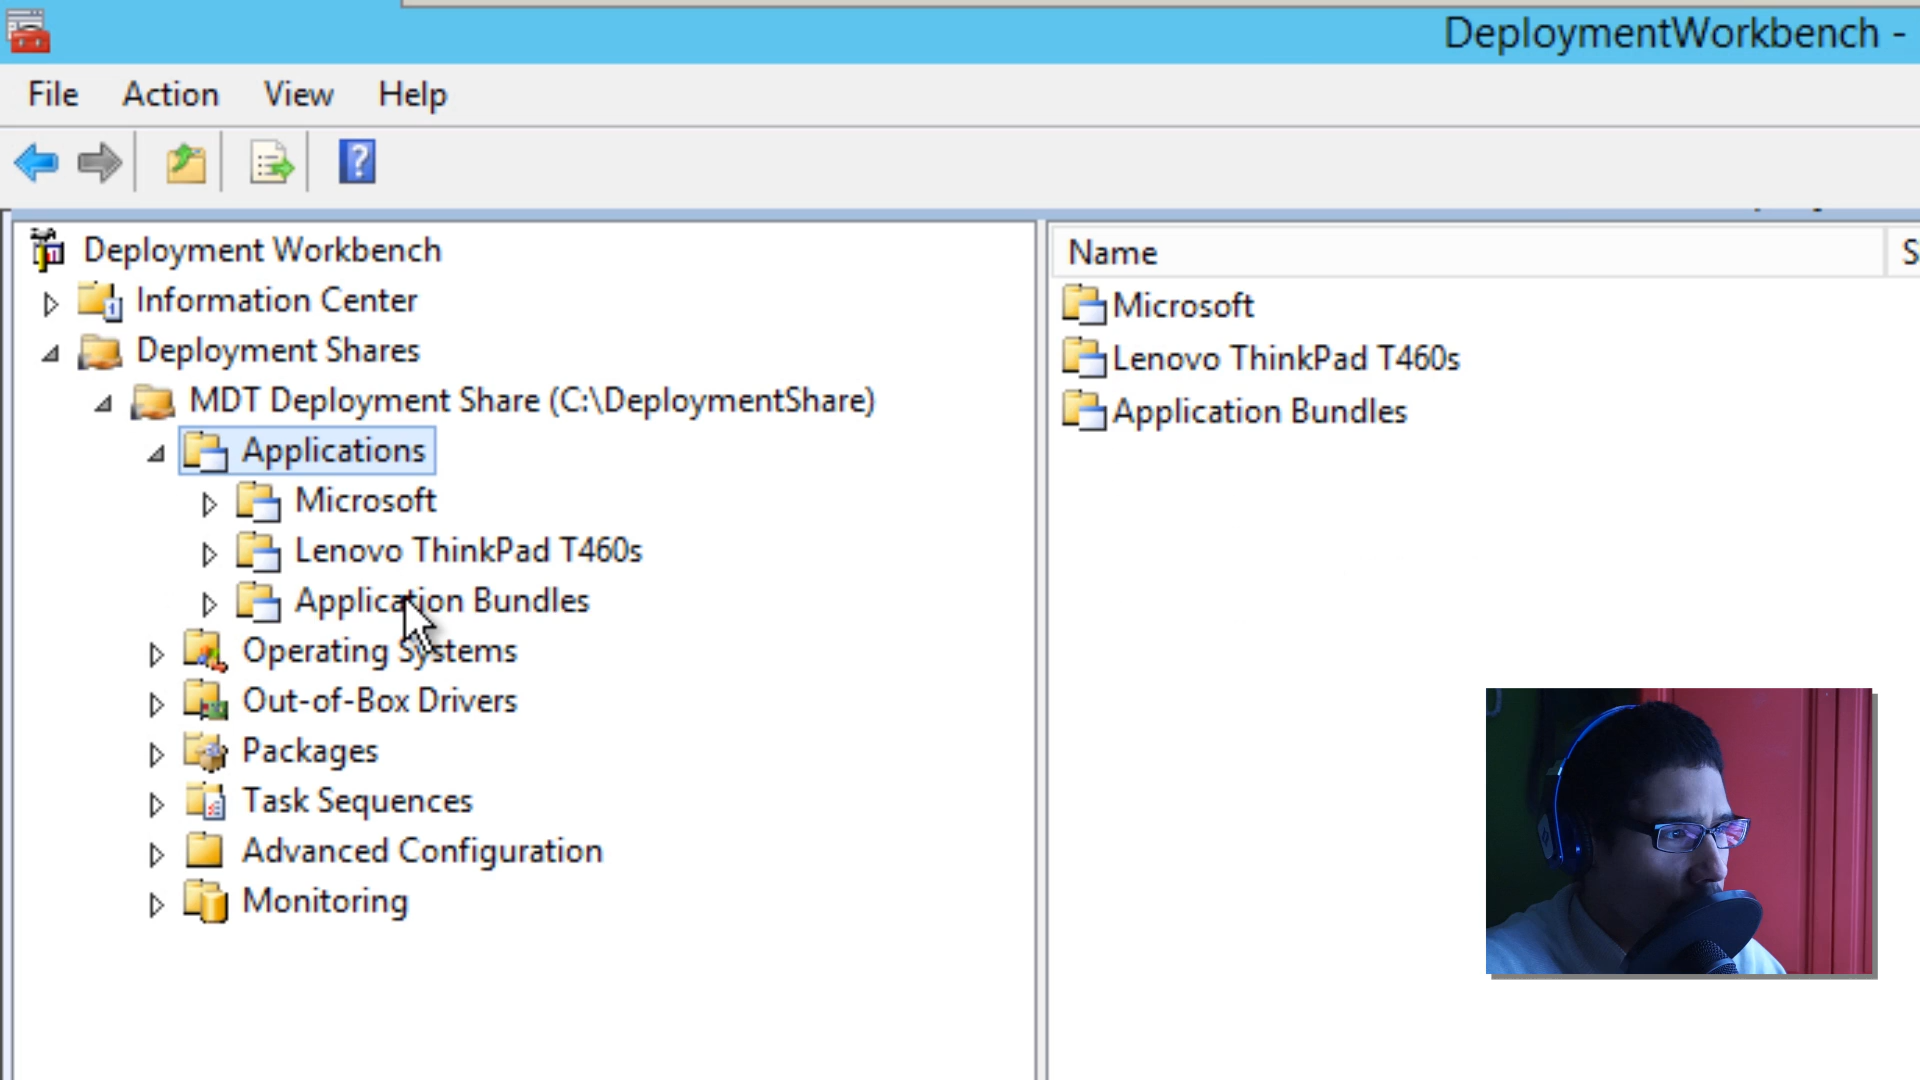 DeploymentWorkbench -
File Action View Help
Deployment Workbench
Information Center
Deployment Shares
MDT Deployment Share (C:\DeploymentShare)
Applications
Microsoft
Lenovo ThinkPad T460s
Application Bundles
Operating Systems
Out-of-Box Drivers
Packages
Task Sequences
Advanced Configuration
Monitoring
Name S
Microsoft
Lenovo ThinkPad T460s
Application Bundles